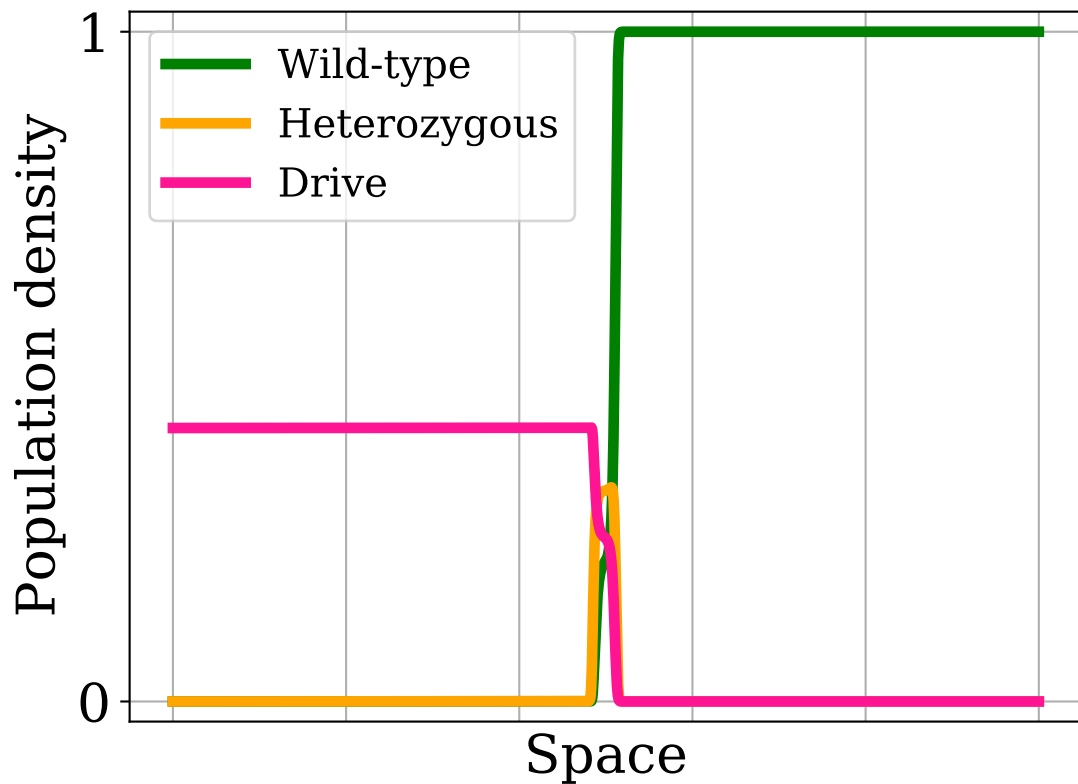 Population density
1
0
Wild-type
Heterozygous
Drive
Space